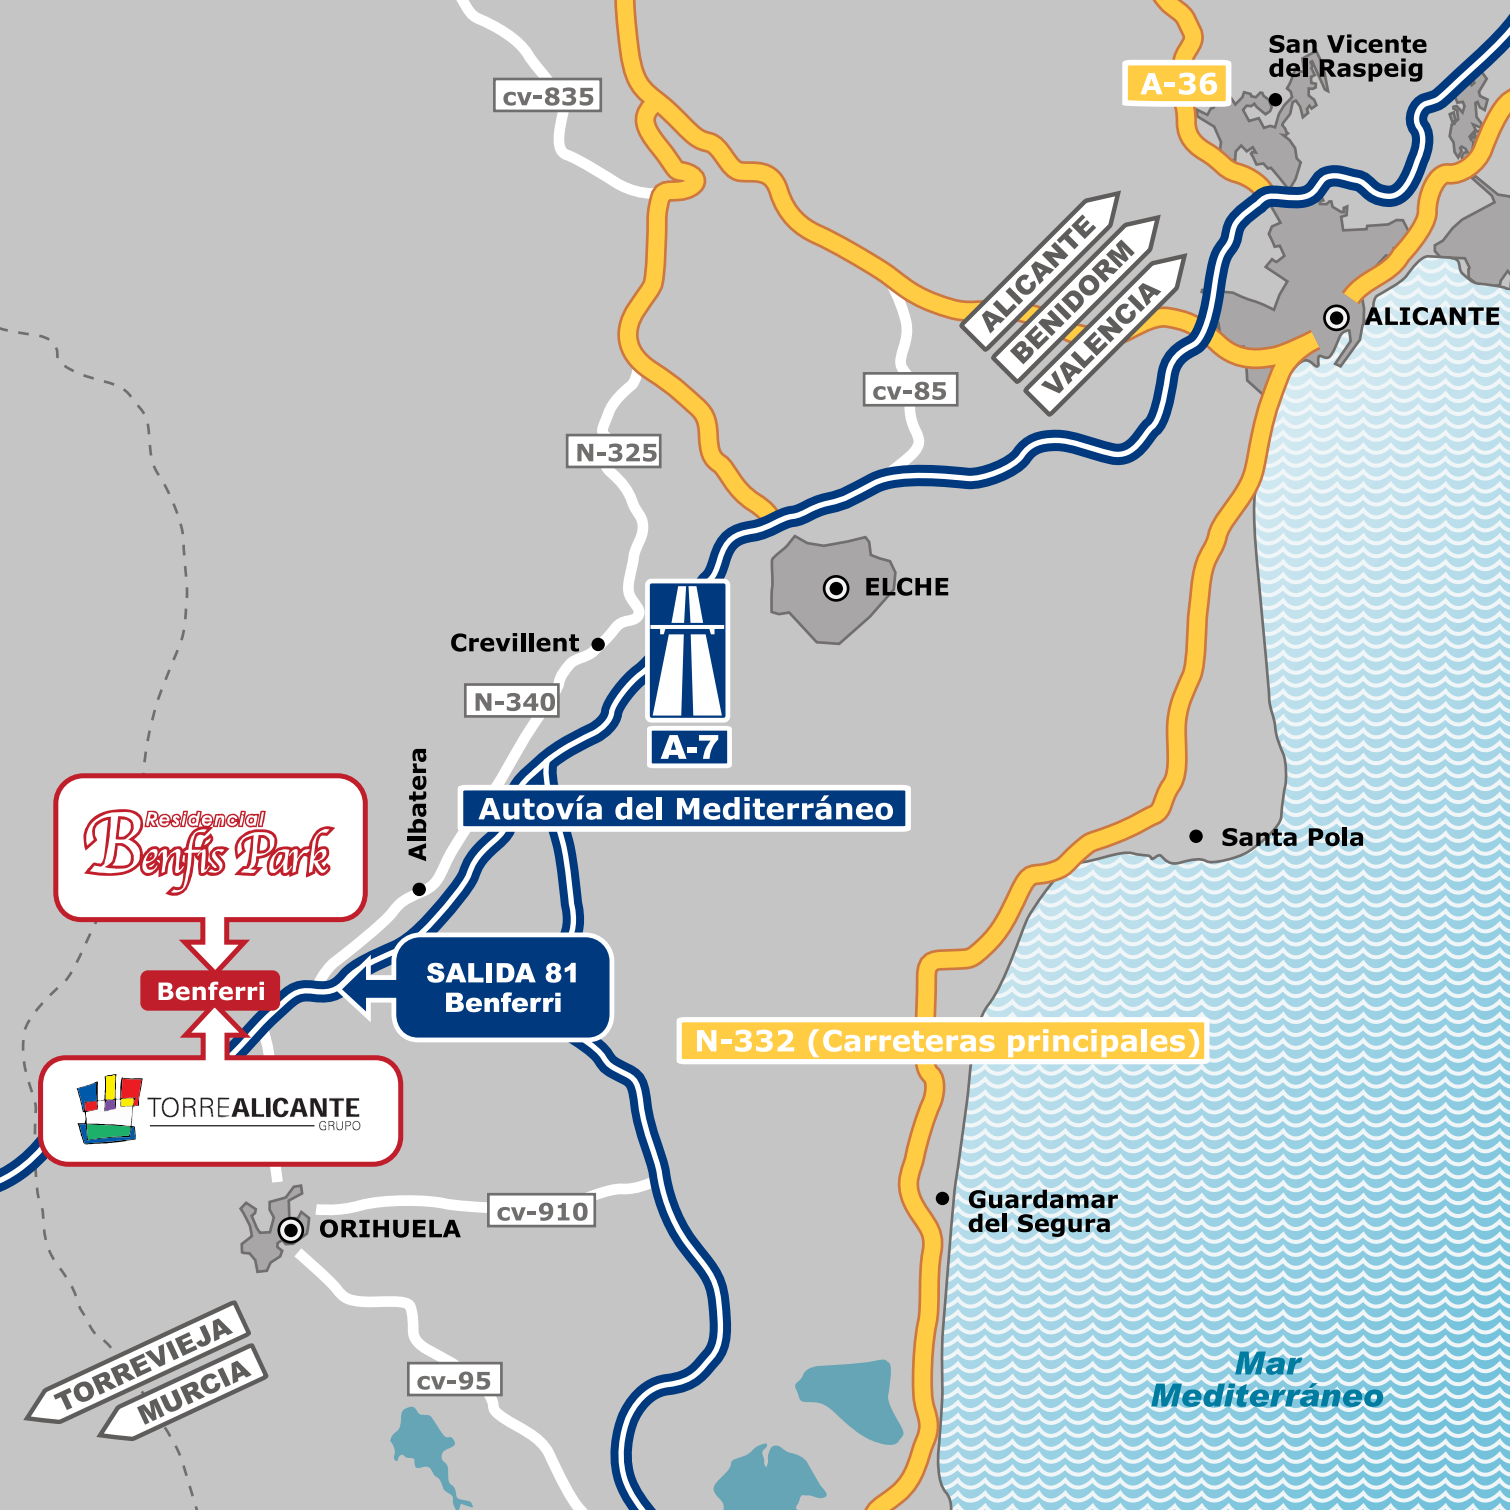 San Vicente
del Raspeig
A-36
cv-835
ALICANTE
BENIDORM
VALENCIA
ALICANTE
cv-85
N-325
ELCHE
Crevillent
N-340
A-7
Albatera
Autovía del Mediterráneo
Residencial
Benfis Park
Santa Pola
SALIDA 81
Benferri
Benferri
N-332 (Carreteras principales)
TORREALICANTE
GRUPO
Guardamar
del Segura
cv-910
ORIHUELA
TORREVIEJA
MURCIA
cv-95
Mar
Mediterráneo